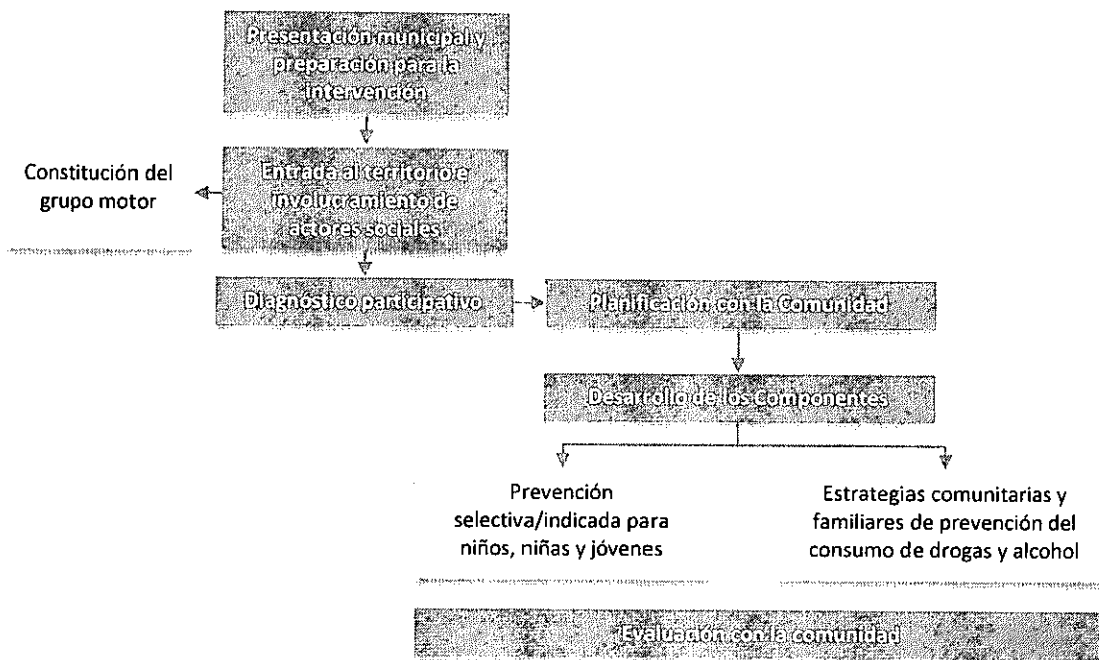 Presentación municipal y
preparación para la
intervención
Constitución del
grupo motor
Entrada al territorio e
involucramiento de
actores sociales
Diagnóstico participativo
Planificación con la Comunidad
Desarrollo de los Componentes
Prevención
selectiva/indicada para
niños, niñas y jóvenes
Estrategias comunitarias y
familiares de prevención del
consumo de drogas y alcohol
Evaluación con la comunidad